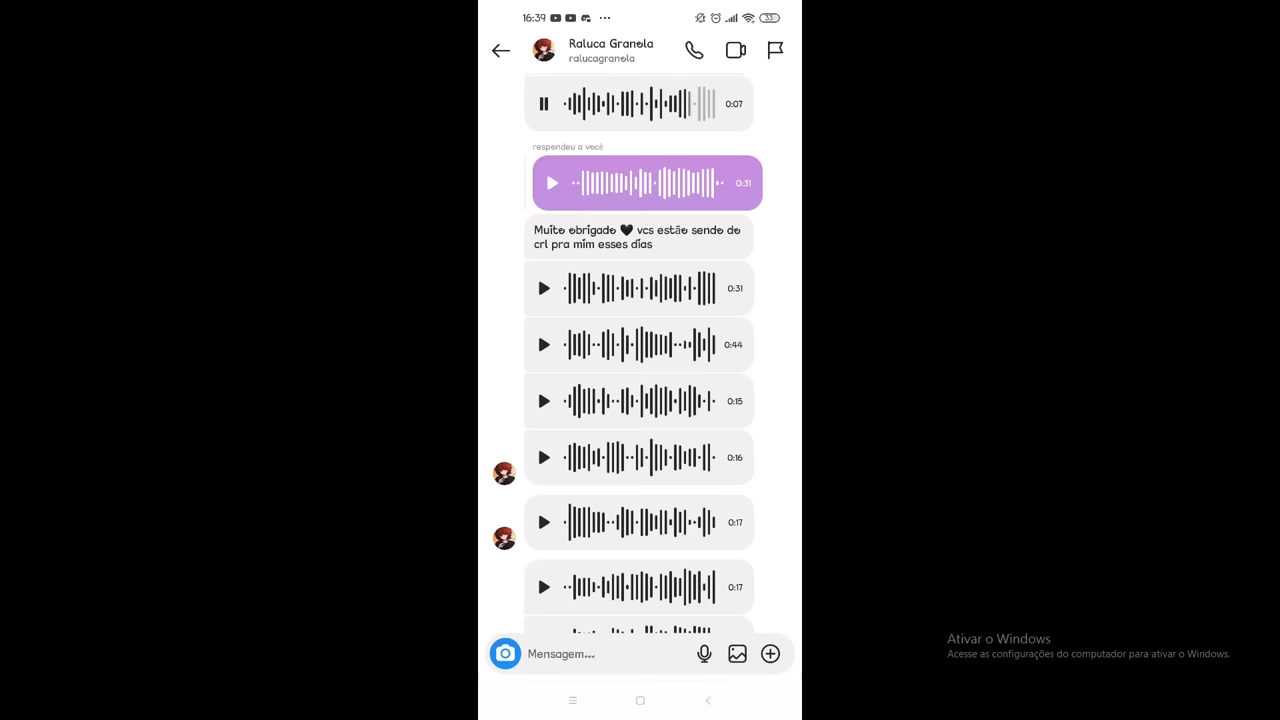 16:39
33
Raluca Granela
ralucagranela
0:07
respondeu a você
0:31
Muito obrigado 🖤 vcs estão sendo de
crl pra mim esses dias
0:31
0:44
0:15
0:16
0:17
0:17
Mensagem...
Ativar o Windows
Acesse as configurações do computador para ativar o Windows.